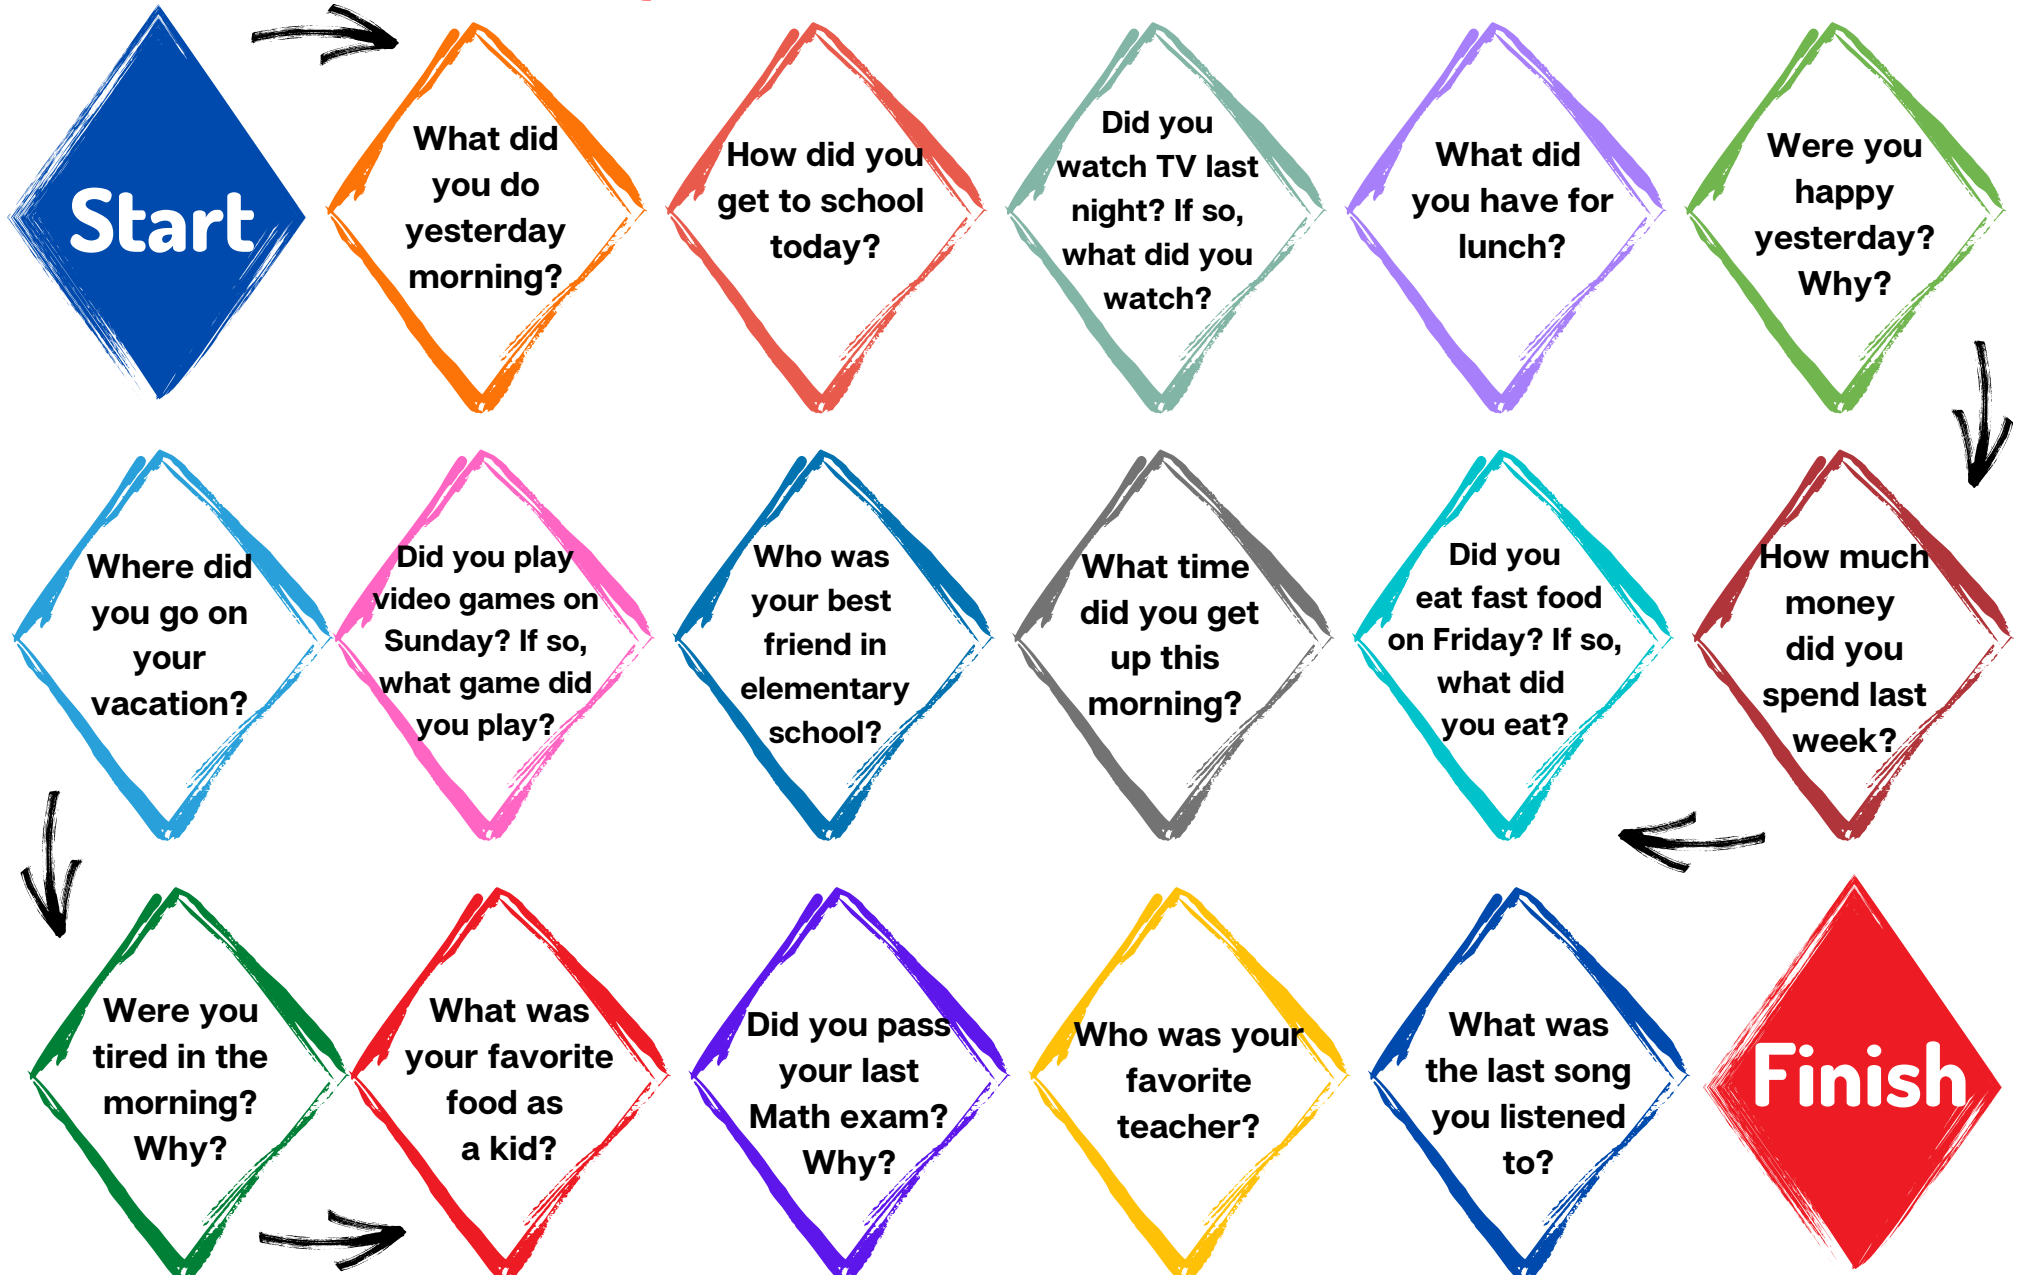 Start
What did
you do
yesterday
morning?
How did you
get to school
today?
Did you
watch TV last
night? If so,
what did you
watch?
What did
you have for
lunch?
Were you
happy
yesterday?
Why?
How much
money
did you
spend last
week?
Did you
eat fast food
on Friday? If so,
what did
you eat?
What time
did you get
up this
morning?
Who was
your best
friend in
elementary
school?
Did you play
video games on
Sunday? If so,
what game did
you play?
Where did
you go on
your
vacation?
Were you
tired in the
morning?
Why?
What was
your favorite
food as
a kid?
Did you pass
your last
Math exam?
Why?
Who was your
favorite
teacher?
What was
the last song
you listened
to?
Finish